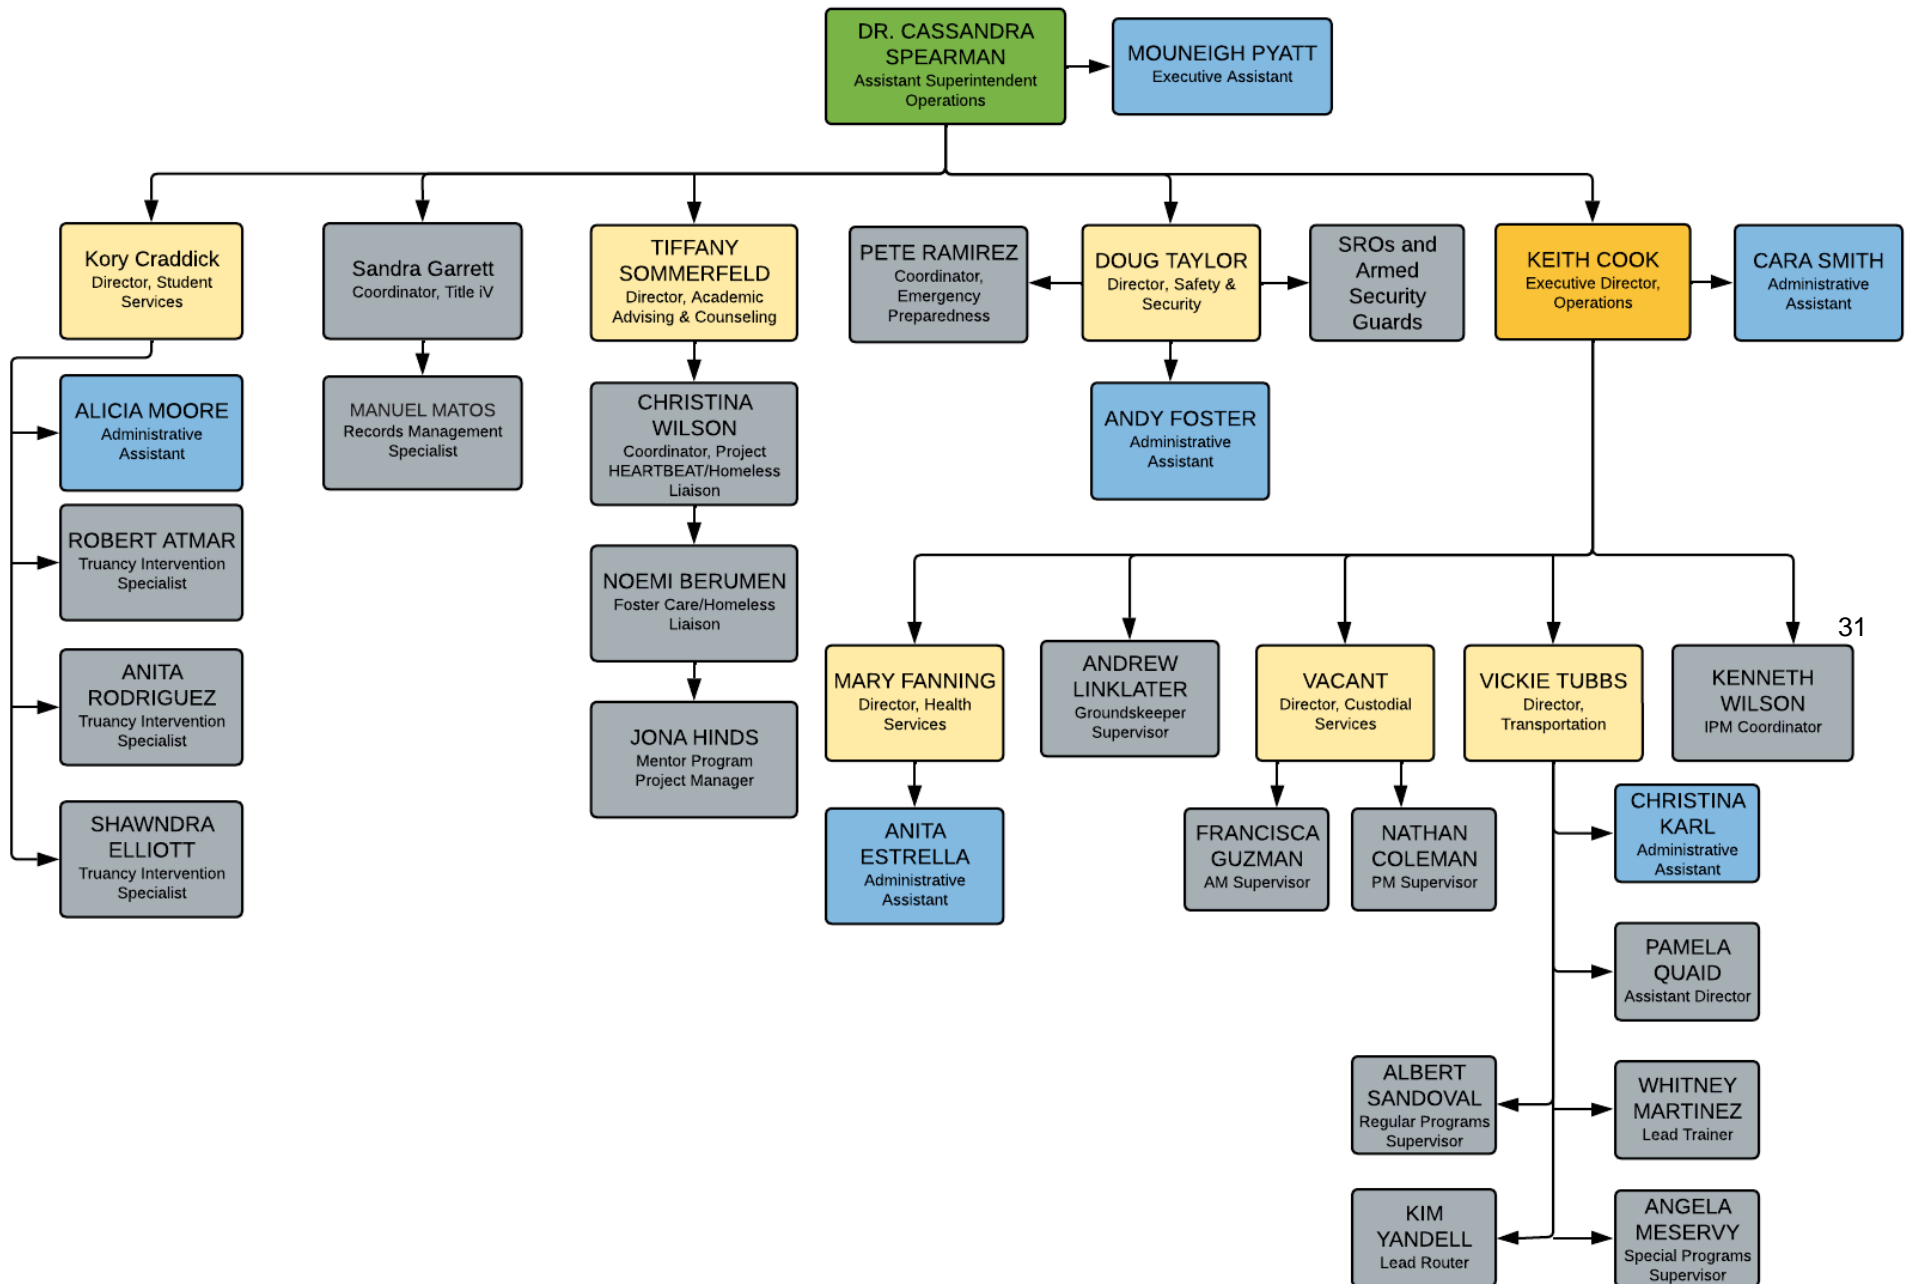 DR. CASSANDRA
SPEARMAN
Assistant Superintendent
Operations
MOUNEIGH PYATT
Executive Assistant
Kory Craddick
Director, Student
Services
Sandra Garrett
Coordinator, Title iV
TIFFANY
SOMMERFELD
Director, Academic
Advising & Counseling
PETE RAMIREZ
Coordinator,
Emergency
Preparedness
DOUG TAYLOR
Director, Safety &
Security
SROs and
Armed
Security
Guards
KEITH COOK
Executive Director,
Operations
CARA SMITH
Administrative
Assistant
ALICIA MOORE
Administrative
Assistant
MANUEL MATOS
Records Management
Specialist
CHRISTINA
WILSON
Coordinator, Project
HEARTBEAT/Homeless
Liaison
ANDY FOSTER
Administrative
Assistant
ROBERT ATMAR
Truancy Intervention
Specialist
NOEMI BERUMEN
Foster Care/Homeless
Liaison
ANITA
RODRIGUEZ
Truancy Intervention
Specialist
JONA HINDS
Mentor Program
Project Manager
SHAWNDRA
ELLIOTT
Truancy Intervention
Specialist
31
MARY FANNING
Director, Health
Services
ANDREW
LINKLATER
Groundskeeper
Supervisor
VACANT
Director, Custodial
Services
VICKIE TUBBS
Director,
Transportation
KENNETH
WILSON
IPM Coordinator
ANITA
ESTRELLA
Administrative
Assistant
FRANCISCA
GUZMAN
AM Supervisor
NATHAN
COLEMAN
PM Supervisor
CHRISTINA
KARL
Administrative
Assistant
PAMELA
QUAID
Assistant Director
ALBERT
SANDOVAL
Regular Programs
Supervisor
WHITNEY
MARTINEZ
Lead Trainer
KIM
YANDELL
Lead Router
ANGELA
MESERVY
Special Programs
Supervisor